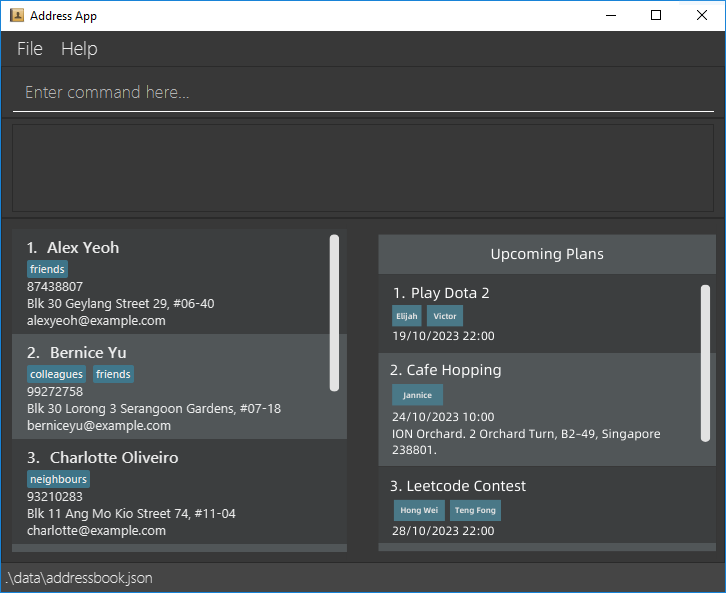 Address App
File Help
Enter command here...
1. Alex Yeoh
friends
87438807
Blk 30 Geylang Street 29, #06-40
alexyeoh@example.com
2. Bernice Yu
colleagues friends
99272758
Blk 30 Lorong 3 Serangoon Gardens, #07-18
berniceyu@example.com
3. Charlotte Oliveiro
neighbours
93210283
Blk 11 Ang Mo Kio Street 74, #11-04
charlotte@example.com
Upcoming Plans
1. Play Dota 2
Elijah Victor
19/10/2023 22:00
2. Cafe Hopping
Jannice
24/10/2023 10:00
ION Orchard. 2 Orchard Turn, B2–49, Singapore
238801.
3. Leetcode Contest
Hong Wei Teng Fong
28/10/2023 22:00
.\data\addressbook.json